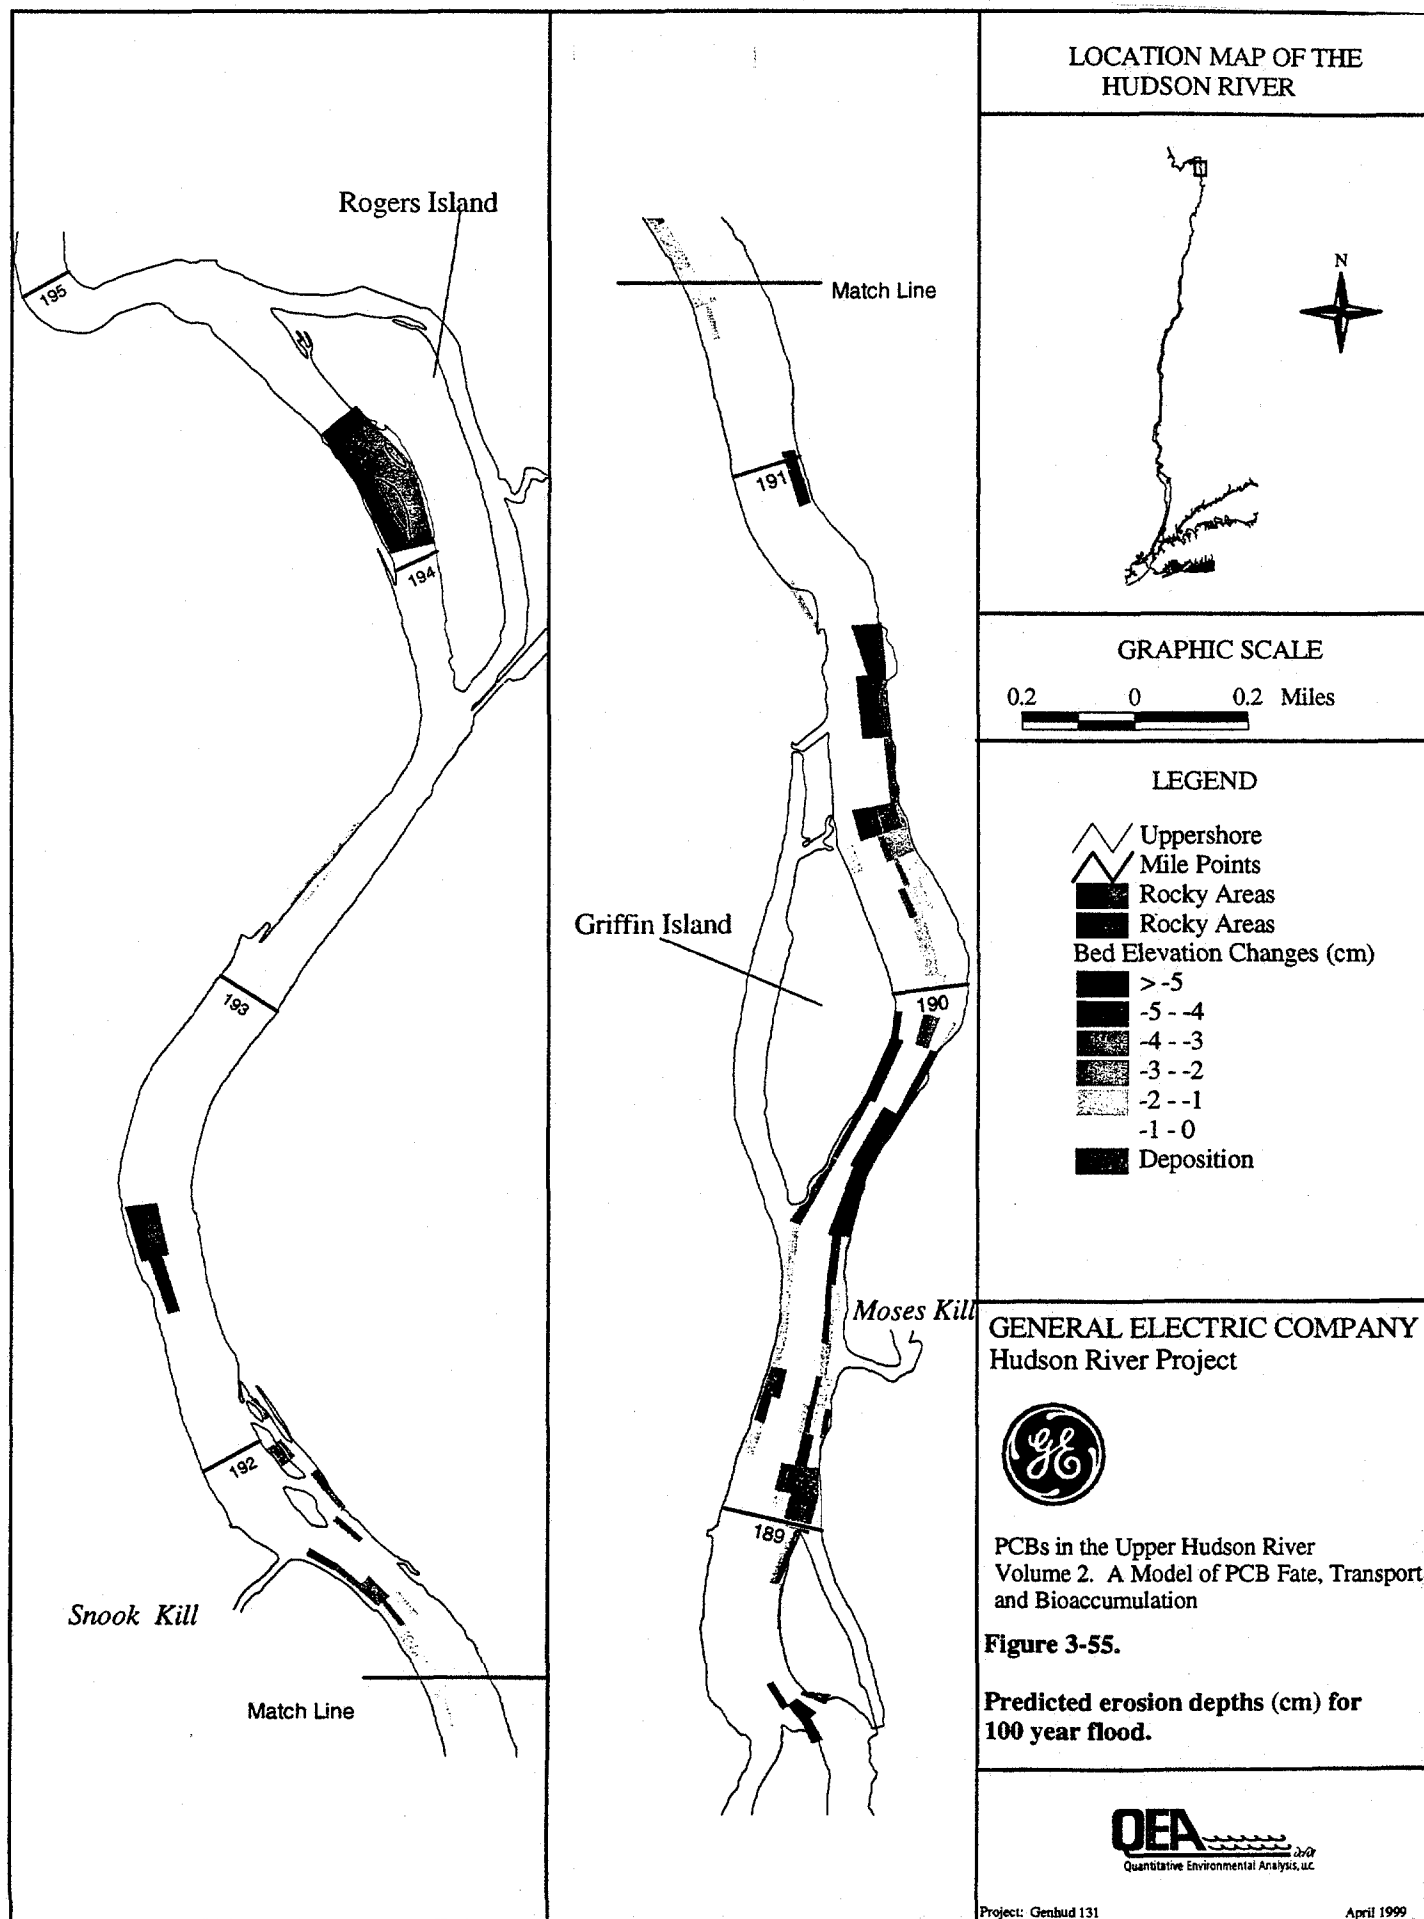 Rogers Island
195
194
193
192
Snook Kill
Match Line
Match Line
191
Griffin Island
190
Moses Kill
189
LOCATION MAP OF THE
HUDSON RIVER
N
GRAPHIC SCALE
0.2 0 0.2 Miles
LEGEND
Uppershore
Mile Points
Rocky Areas
Rocky Areas
Bed Elevation Changes (cm)
> -5
-5 - -4
-4 - -3
-3 - -2
-2 - -1
-1 - 0
Deposition
GENERAL ELECTRIC COMPANY
Hudson River Project
GE
PCBs in the Upper Hudson River
Volume 2. A Model of PCB Fate, Transport
and Bioaccumulation
Figure 3-55.
Predicted erosion depths (cm) for
100 year flood.
QEA
Quantitative Environmental Analysis, LLC
Project: Genhud 131 April 1999